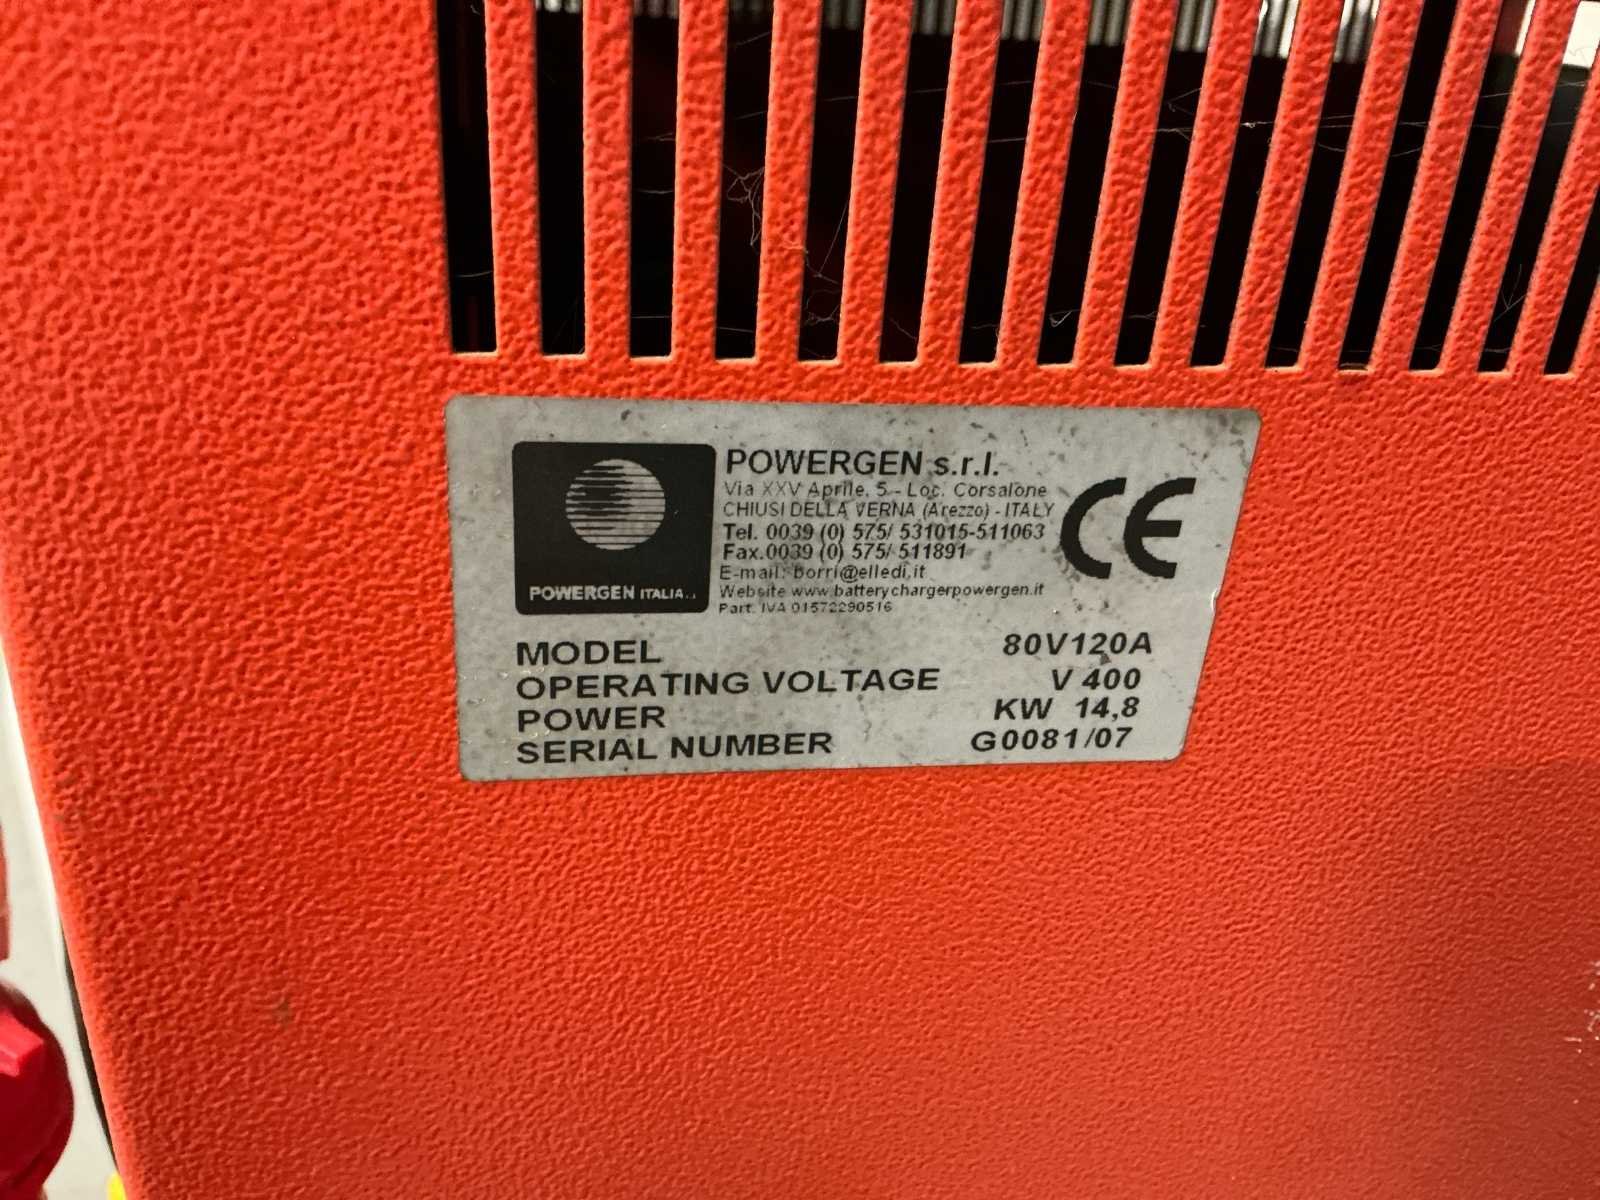 POWERGEN s.r.l.
Via XXV Aprile, 5 - Loc. Corsalone
CHIUSI DELLA VERNA (Arezzo) - ITALY
Tel. 0039 (0) 575/ 531015-511063
Fax.0039 (0) 575/ 511891
E-mail: borri@elledi.it
Website www.batterychargerpowergen.it
Part. IVA 01572290516
CE
POWERGEN ITALIA
MODEL 80V120A
OPERATING VOLTAGE V 400
POWER KW 14,8
SERIAL NUMBER G0081/07